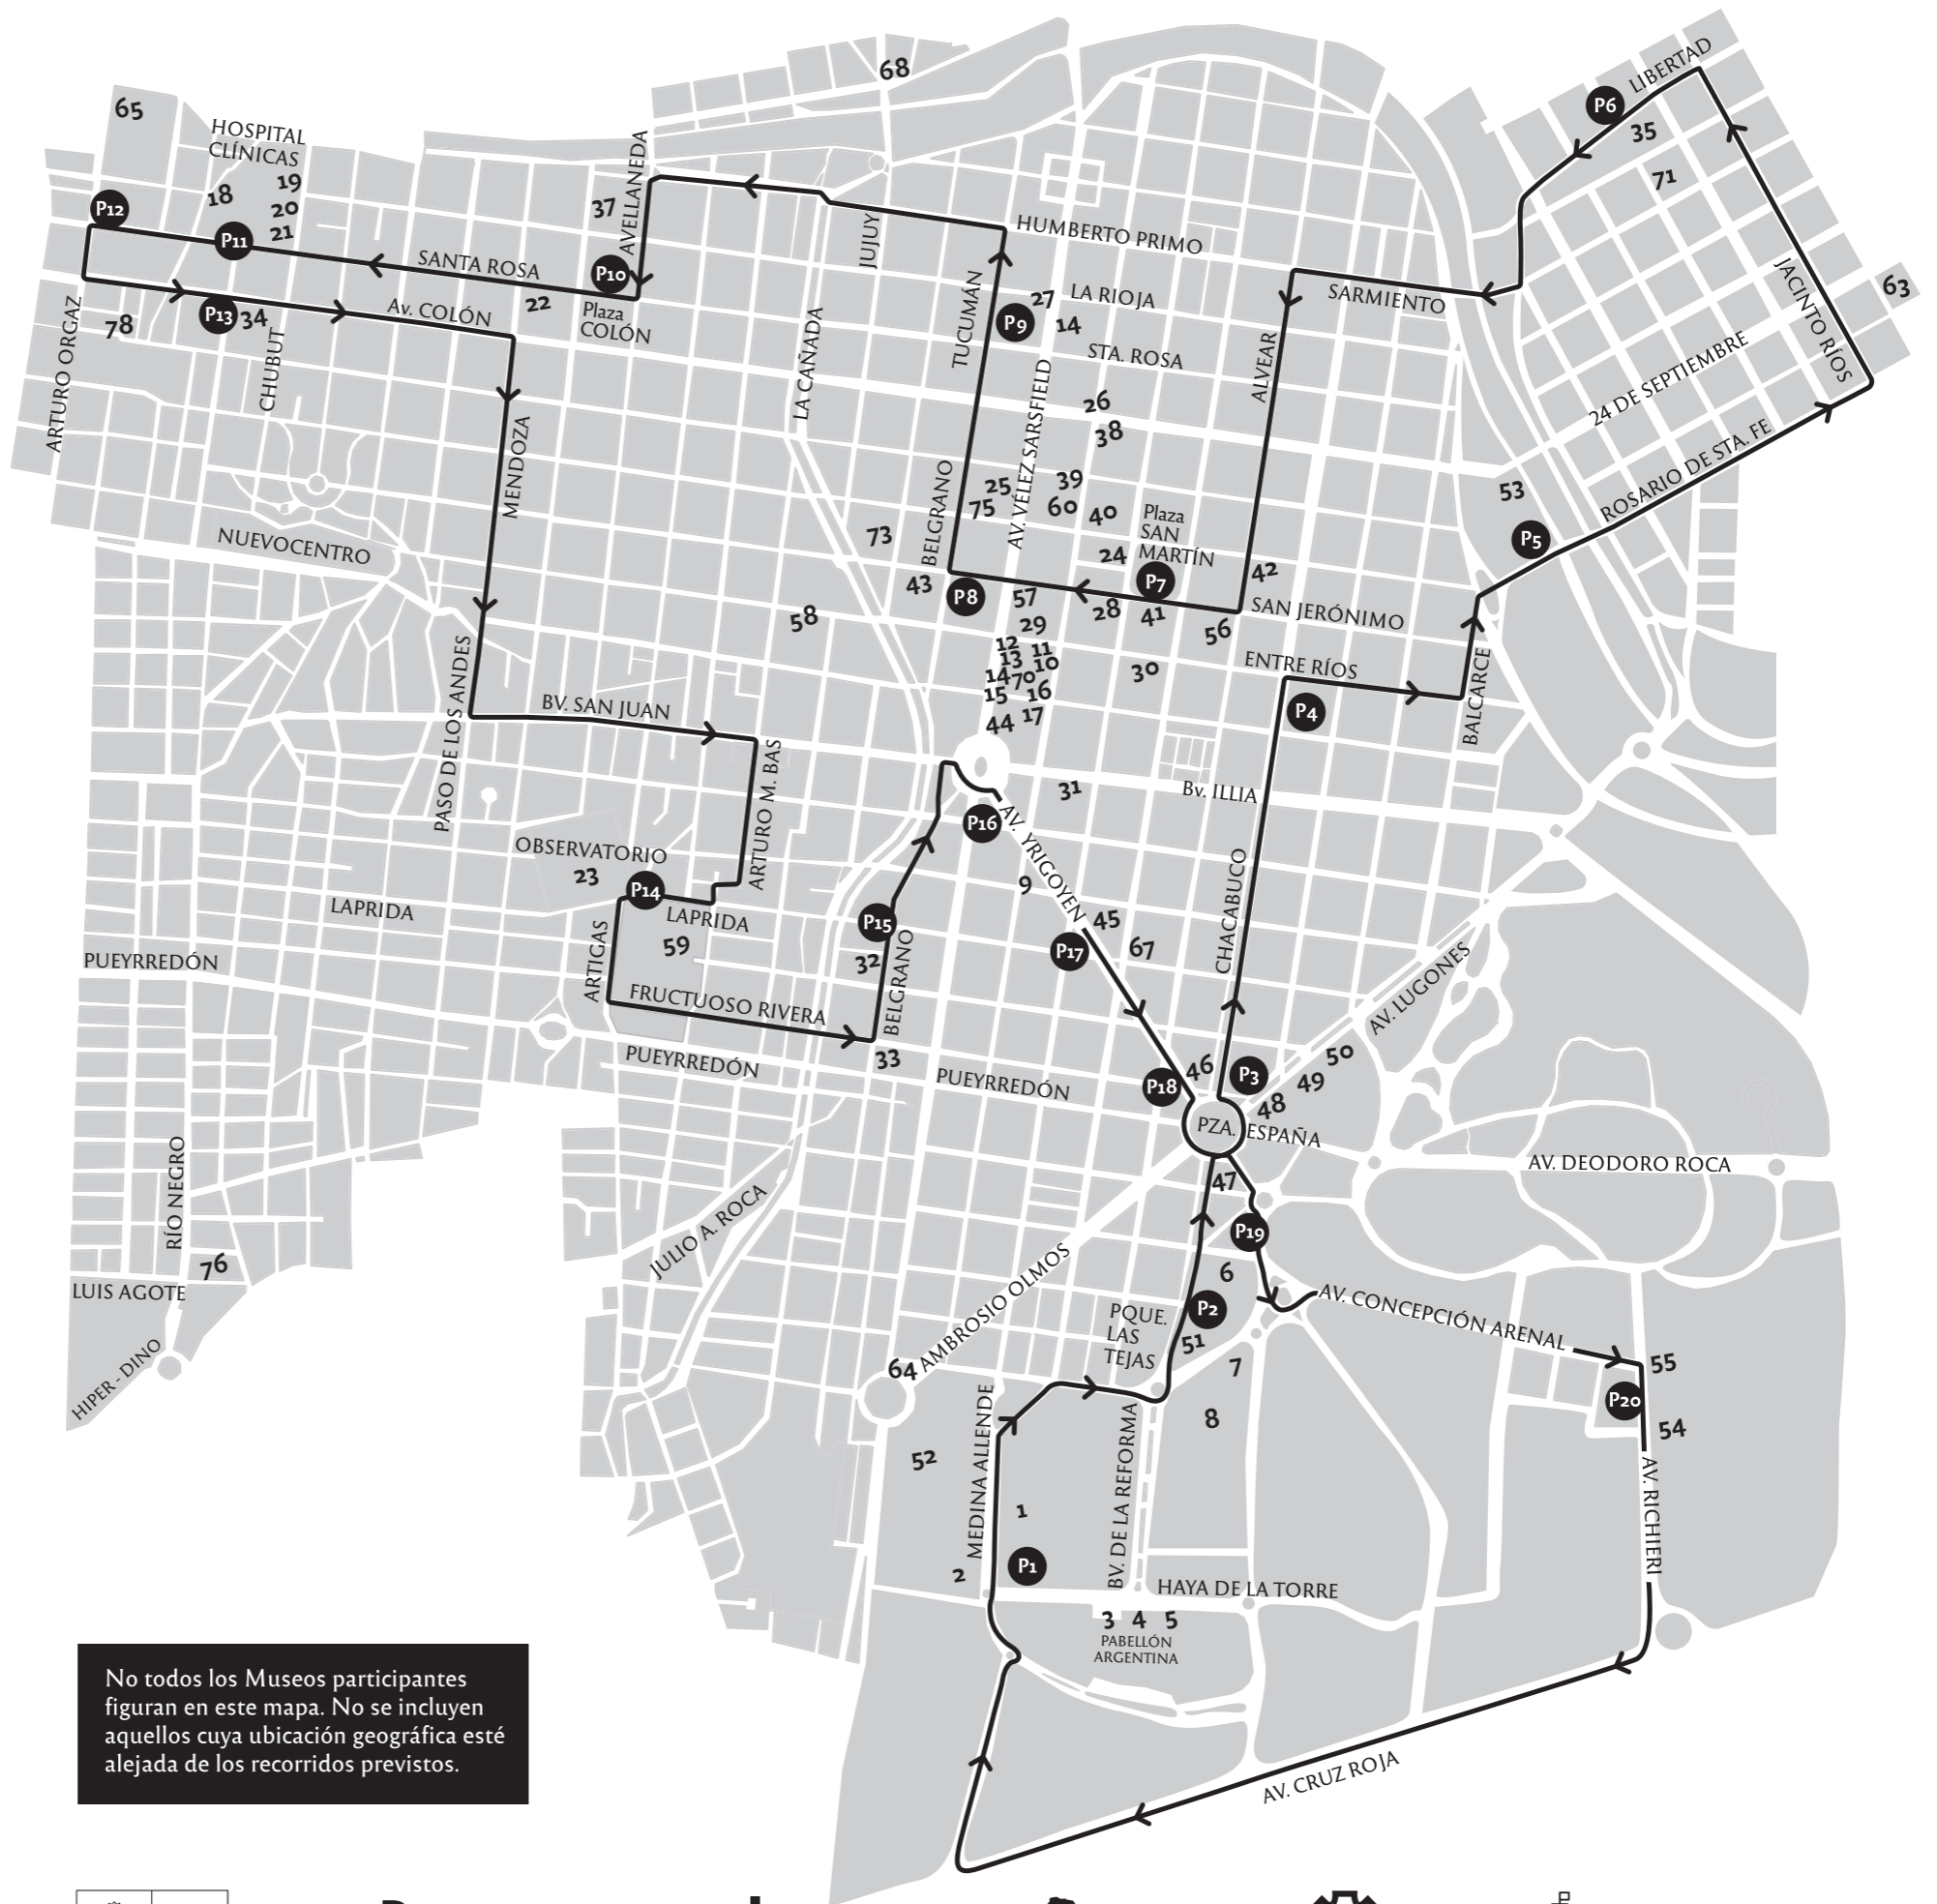 68
LIBERTAD
P6
35
71
65
HOSPITAL
CLÍNICAS
18
19
20
21
P12
P11
37
AVELLANEDA
P10
SANTA ROSA
22
Plaza
COLÓN
JUJUY
HUMBERTO PRIMO
TUCUMÁN
27
LA RIOJA
P9
14
STA. ROSA
SARMIENTO
ALVEAR
JACINTO RÍOS
63
24 DE SEPTIEMBRE
ROSARIO DE STA. FE
ARTURO ORGAZ
78
P13
34
CHUBUT
Av. COLÓN
MENDOZA
LA CAÑADA
AV. VÉLEZ SARSFIELD
26
38
39
25
75
60
40
Plaza
SAN
MARTÍN
24
P7
42
53
P5
NUEVOCENTRO
73
BELGRANO
43
P8
57
28
41
56
SAN JERÓNIMO
58
29
12
11
13
10
14
70
15
16
44
17
30
ENTRE RÍOS
P4
BALCARCE
PASO DE LOS ANDES
BV. SAN JUAN
ARTURO M. BAS
31
Bv. ILLIA
P16
AV. YRIGOYEN
9
OBSERVATORIO
23
P14
LAPRIDA
LAPRIDA
59
P15
32
BELGRANO
45
P17
67
CHACABUCO
AV. LUGONES
PUEYRREDÓN
ARTIGAS
FRUCTUOSO RIVERA
33
PUEYRREDÓN
PUEYRREDÓN
P18
46
P3
50
49
48
PZA. ESPAÑA
47
AV. DEODORO ROCA
RÍO NEGRO
76
LUIS AGOTE
HIPER - DINO
JULIO A. ROCA
P19
6
P2
51
7
AV. CONCEPCIÓN ARENAL
AMBROSIO OLMOS
64
PQUE.
LAS
TEJAS
8
55
P20
54
MEDINA ALLENDE
52
1
P1
2
BV. DE LA REFORMA
HAYA DE LA TORRE
AV. RICHIERI
3 4 5
PABELLÓN
ARGENTINA
AV. CRUZ ROJA
No todos los Museos participantes
figuran en este mapa. No se incluyen
aquellos cuya ubicación geográfica esté
alejada de los recorridos previstos.